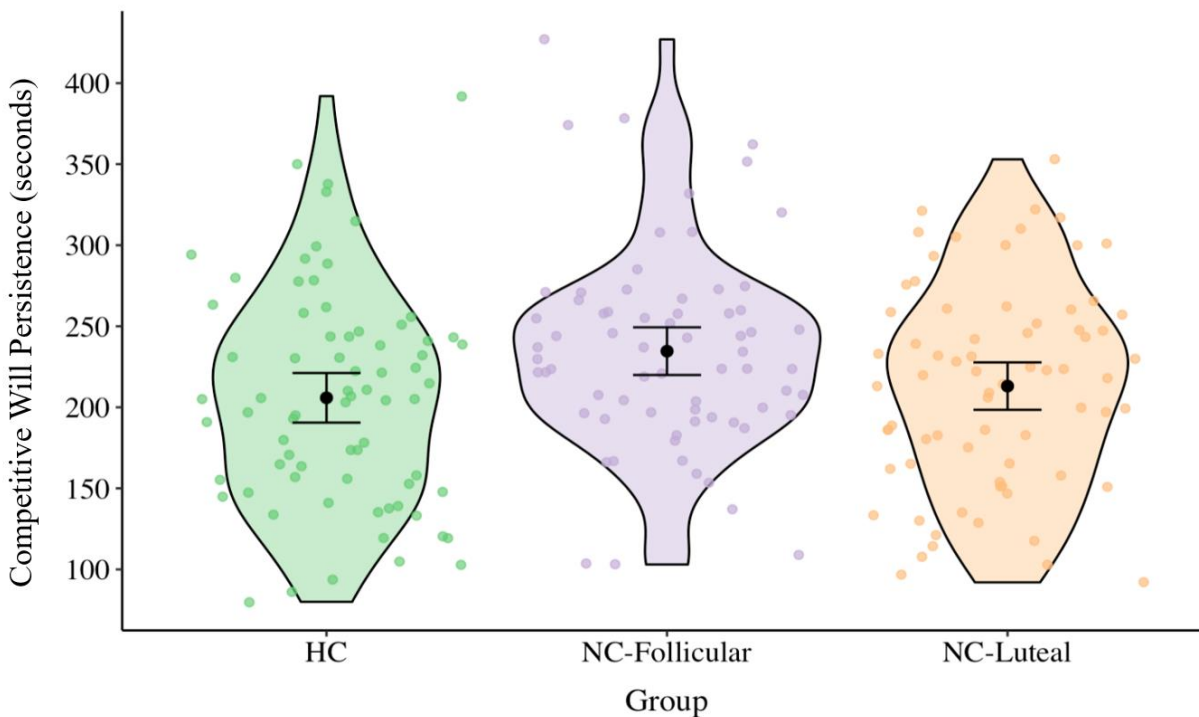 Competitive Will Persistence (seconds)
400
350
300
250
200
150
100
HC
NC-Follicular
NC-Luteal
Group